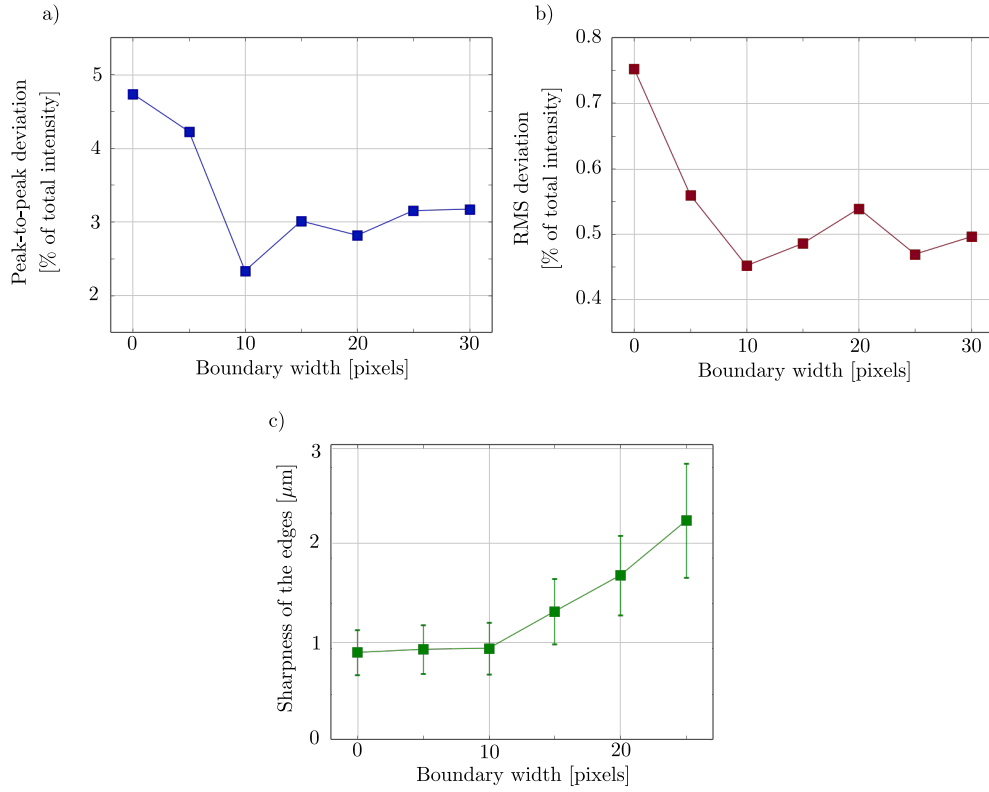 a)
Peak-to-peak deviation
[% of total intensity]
5
4
3
2
0
10
20
30
Boundary width [pixels]
b)
RMS deviation
[% of total intensity]
0.8
0.7
0.6
0.5
0.4
0
10
20
30
Boundary width [pixels]
c)
Sharpness of the edges [μm]
3
2
1
0
0
10
20
Boundary width [pixels]